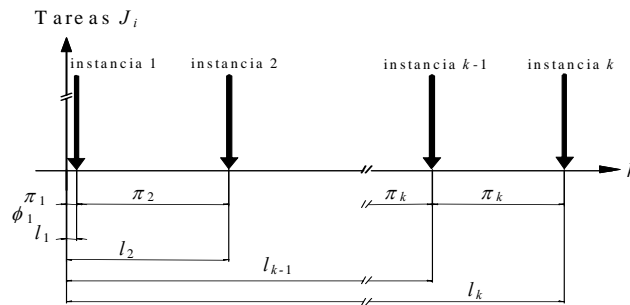 Tareas J_i
instancia 1 instancia 2 instancia k-1 instancia k
π_1 π_2 π_k π_k
ϕ_1
l_1
l_2
l_{k-1}
l_k